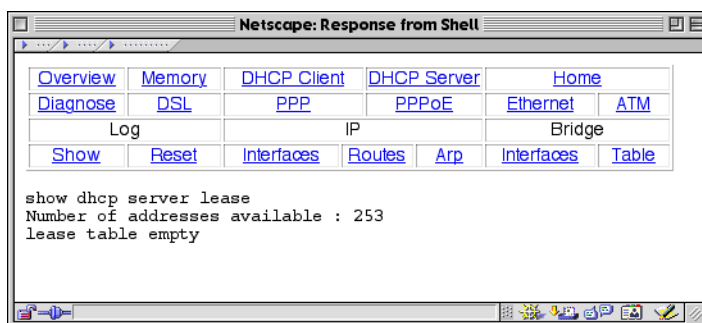 Netscape: Response from Shell
Overview Memory DHCP Client DHCP Server Home
Diagnose DSL PPP PPPoE Ethernet ATM
Log IP Bridge
Show Reset Interfaces Routes Arp Interfaces Table
show dhcp server lease
Number of addresses available : 253
lease table empty